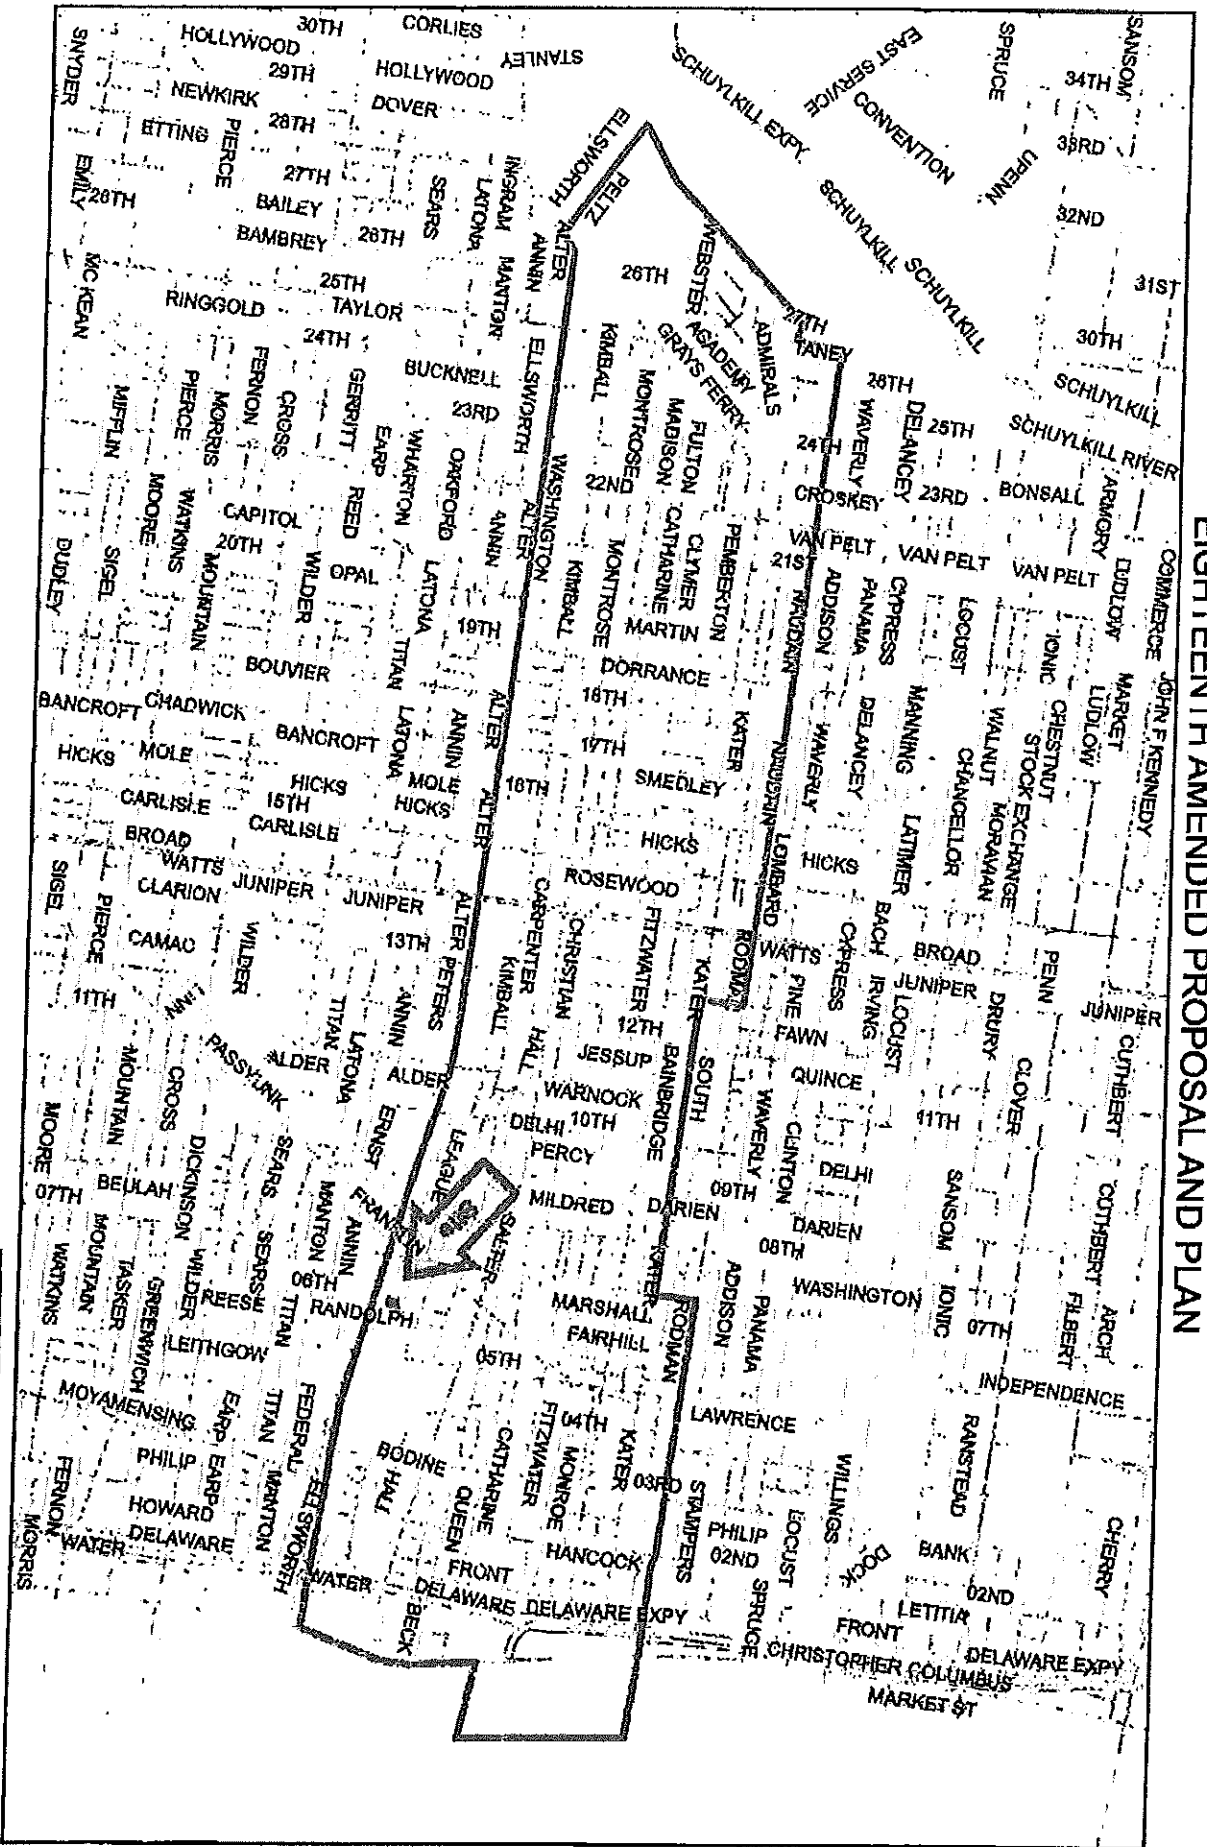 EIGHTEENTH AMENDED PROPOSAL AND PLAN
30TH
CORLIES
HOLLYWOOD
STANLEY
29TH
HOLLYWOOD
SNYDER
NEWKIRK
DOVER
ETTING
28TH
PIERCE
27TH
SEARS
EMILY
26TH
BAILEY
LATONA
INGRAM
BAMBREY
26TH
MANTON
ANNIN
ALTER
ELLSWORTH
PELTZ
SCHUYLKILL EXPY
EAST SERVICE
CONVENTION
SPRUCE
UPENN
SANSOM
34TH
33RD
32ND
31ST
30TH
SCHUYLKILL
SCHUYLKILL
SCHUYLKILL
SCHUYLKILL RIVER
MC KEAN
25TH
RINGGOLD
TAYLOR
24TH
BUCKNELL
23RD
ELLSWORTH
KIMBALL
26TH
WEBSTER
ACADEMY
GRAYS FERRY
ADMIRALS
27TH
TANEY
26TH
25TH
DELANCEY
WAVERLY
24TH
MIFFLIN
PIERCE
MORRIS
FERNON
CROSS
GERRITT
EARP
WHARTON
OAKFORD
ANNIN
ALTER
WASHINGTON
22ND
MONTROSE
MADISON
FULTON
CROSKEY
23RD
BONSALL
ARMORY
MOORE
WATKINS
CAPITOL
REED
20TH
MOUNTAIN
WILDER
OPAL
LATONA
19TH
KIMBALL
MONTROSE
CATHARINE
CLYMER
PEMBERTON
VAN PELT
VAN PELT
VAN PELT
21ST
NAUDAIN
ADDISON
PANAMA
CYPRESS
LOCUST
IONIC
LUDLOW
COMMERCE
DUDLEY
SIGEL
MARTIN
DORRANCE
BOUVIER
TITAN
LATONA
ANNIN
ALTER
18TH
17TH
KATER
WAVERLY
DELANCEY
MANNING
WALNUT
STOCK EXCHANGE
CHESTNUT
LUDLOW
MARKET
JOHN F KENNEDY
BANCROFT
CHADWICK
BANCROFT
HICKS
MOLE
HICKS
MOLE
16TH
SMEDLEY
NAUDAIN
LOMBARD
LATIMER
CHANCELLOR
MORAVIAN
CARLISLE
15TH
HICKS
ALTER
CARLISLE
BROAD
WATTS
HICKS
HICKS
ROSEWOOD
SIGEL
PIERCE
CLARION
JUNIPER
JUNIPER
ALTER
CARPENTER
CHRISTIAN
FITZWATER
KATER
RODMAN
WATTS
PINE
CYPRESS
BACH
IRVING
BROAD
JUNIPER
LOCUST
DRURY
PENN
JUNIPER
CAMAC
WILDER
13TH
PETERS
KIMBALL
11TH
TITAN
ANNIN
HALL
12TH
FAWN
CLOVER
CUTHBERT
PASSYUNK
ALDER
LATONA
ALDER
JESSUP
BAINBRIDGE
SOUTH
QUINCE
WARNOCK
MOUNTAIN
CROSS
ERNST
LEAGUE
DELHI
10TH
WAVERLY
CLINTON
11TH
MOORE
DICKINSON
SEARS
PERCY
DELHI
SANSOM
CUTHBERT
07TH
BEULAH
MANTON
ANNIN
FRANKLIN
SALTER
MILDRED
DARIEN
09TH
DARIEN
08TH
WATKINS
MOUNTAIN
TASKER
GREENWICH
WILDER
SEARS
06TH
KATER
ADDISON
PANAMA
WASHINGTON
IONIC
FILBERT
ARCH
REESE
TITAN
RANDOLPH
MARSHALL
FAIRHILL
RODMAN
07TH
LEITHGOW
05TH
INDEPENDENCE
MOYAMENSING
EARP
TITAN
FEDERAL
FITZWATER
04TH
LAWRENCE
RANSTEAD
PHILIP
BODINE
HALL
CATHARINE
MONROE
KATER
03RD
WILLINGS
FERNON
EARP
MANTON
ELLSWORTH
QUEEN
STAMPERS
LOCUST
CHERRY
HOWARD
PHILIP
DOCK
BANK
DELAWARE
WATER
MORRIS
HANCOCK
02ND
02ND
WATER
FRONT
SPRUCE
LETITIA
BECK
DELAWARE
DELAWARE EXPY
FRONT
CHRISTOPHER COLUMBUS
DELAWARE EXPY
MARKET ST